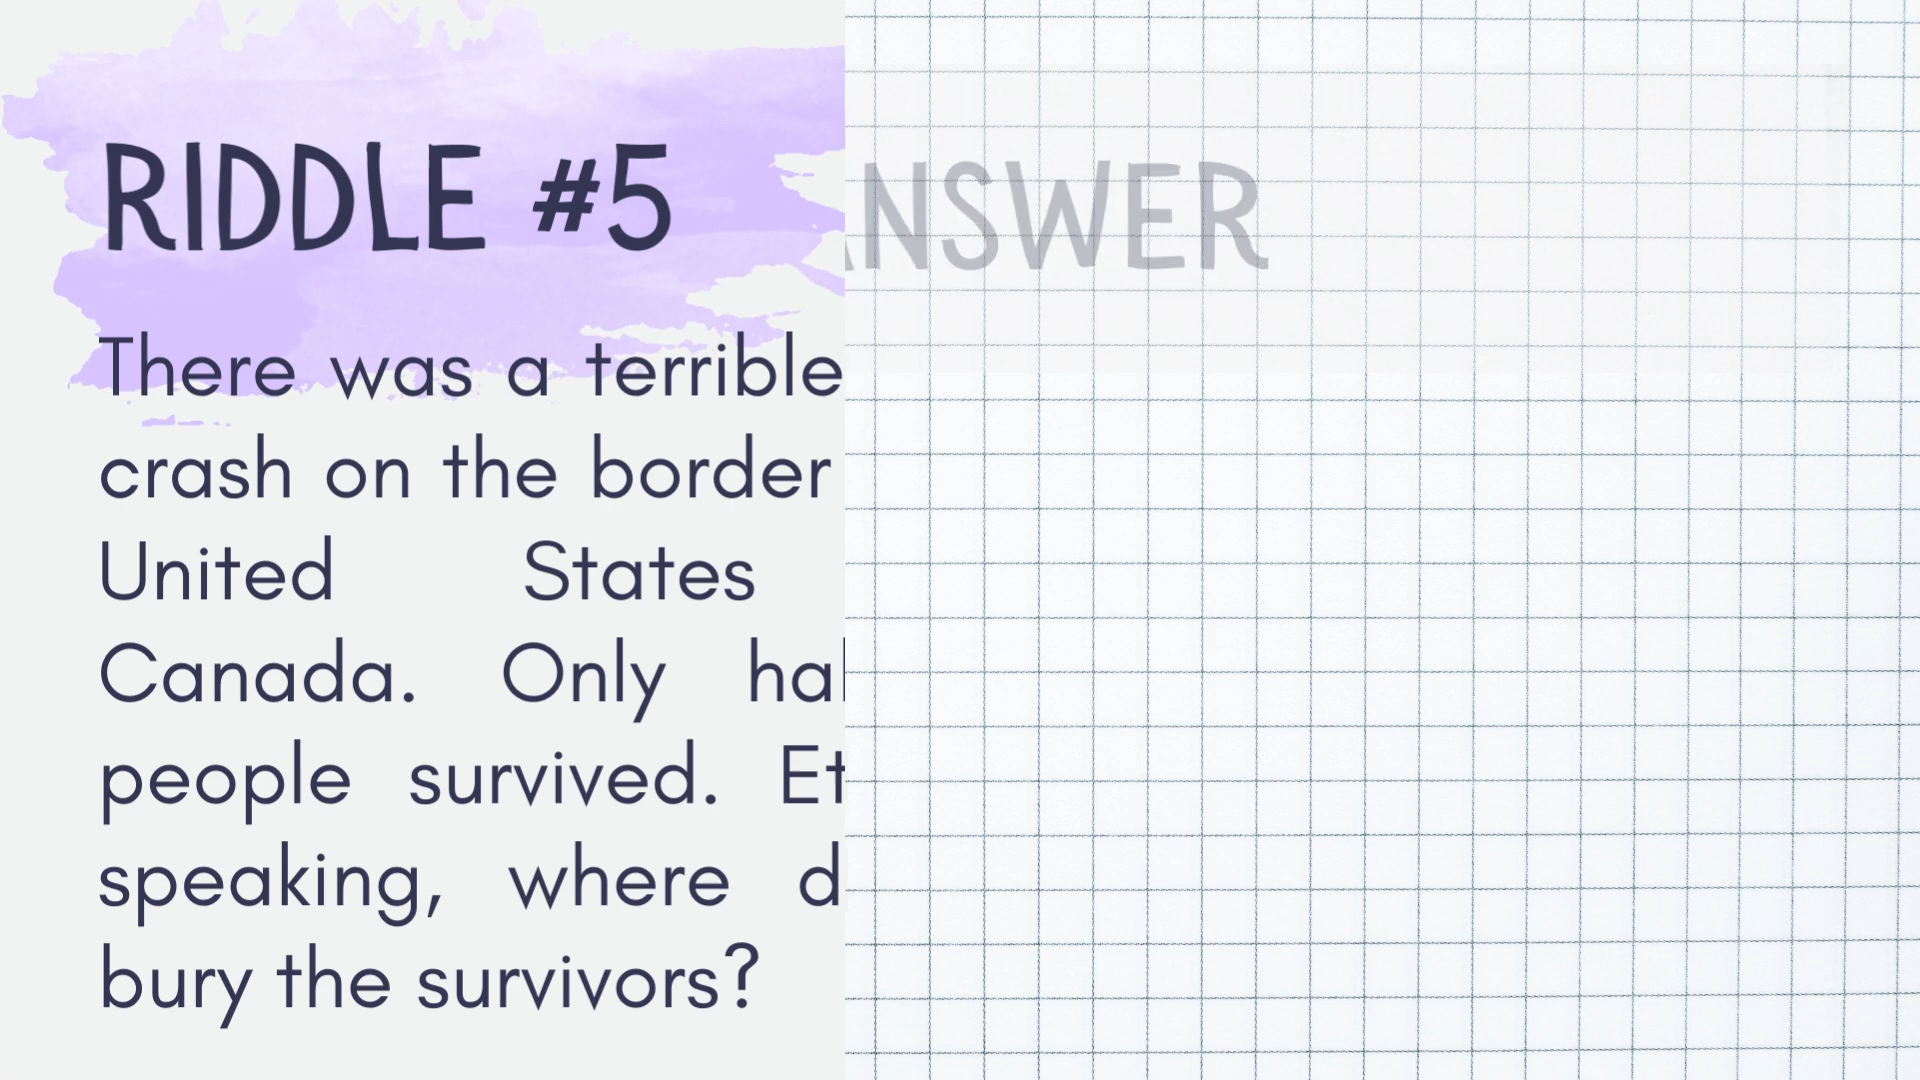 RIDDLE #5
NSWER
There was a terrible
crash on the border
United States
Canada. Only
people survived.
speaking, where
bury the survivors?